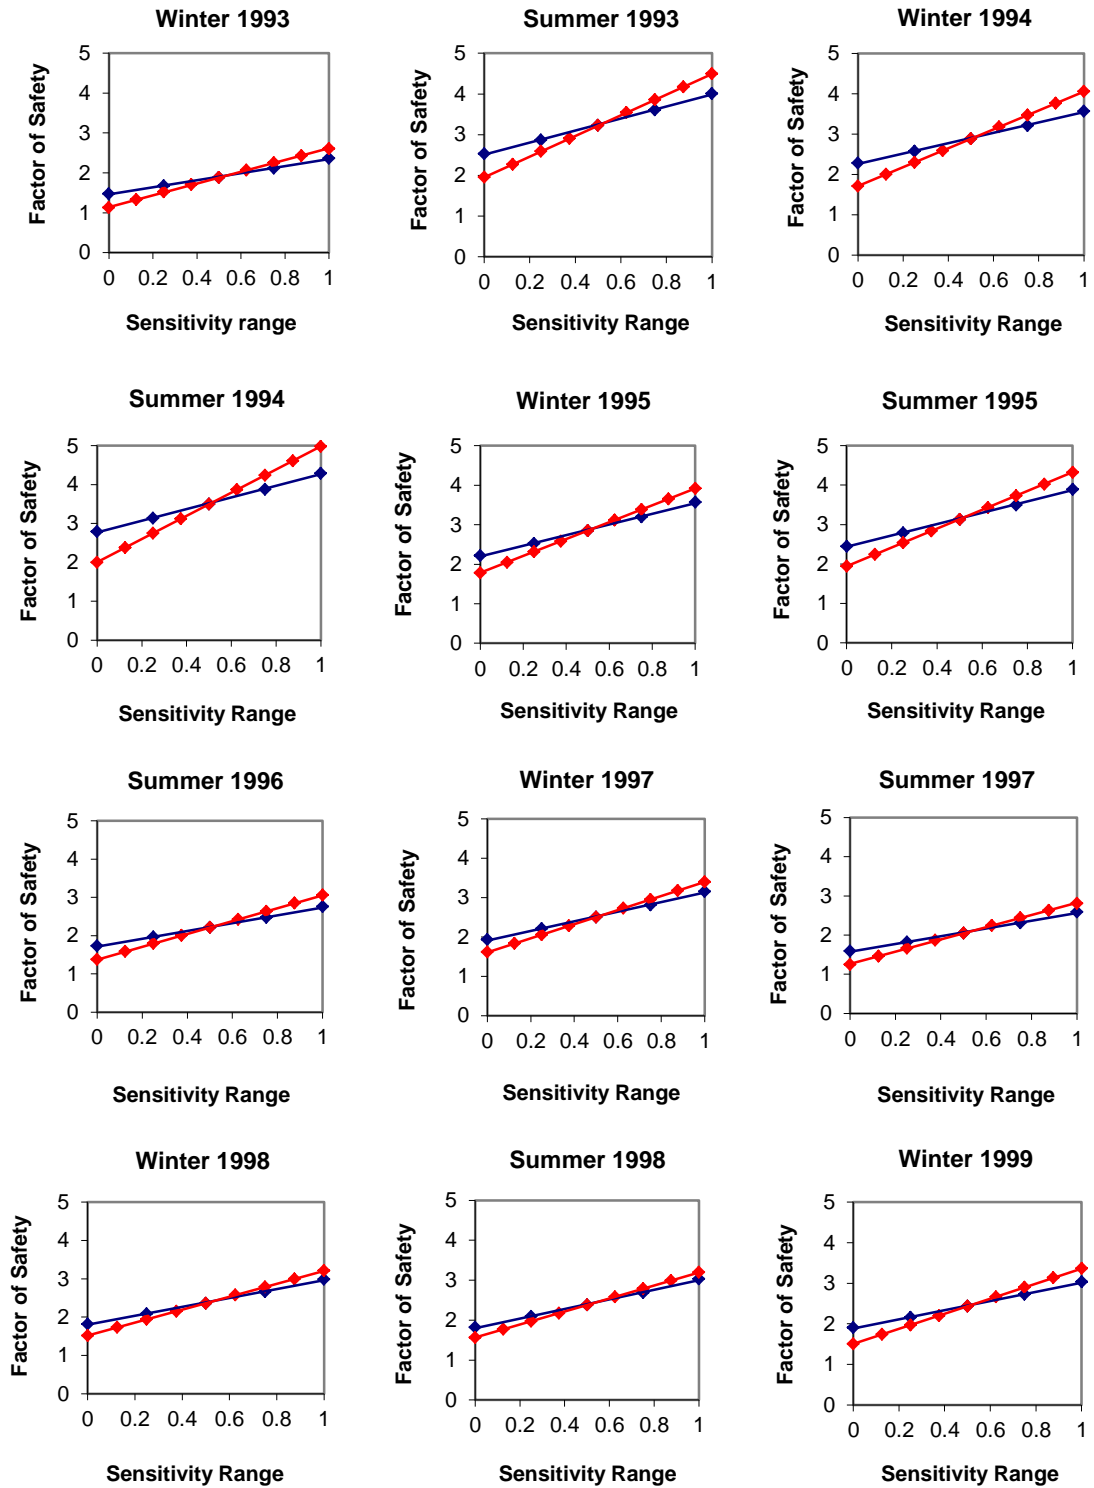 Winter 1993
Summer 1993
Winter 1994
Factor of Safety
5
4
3
2
1
0
0 0.2 0.4 0.6 0.8 1
Sensitivity range
Factor of Safety
5
4
3
2
1
0
0 0.2 0.4 0.6 0.8 1
Sensitivity Range
Factor of Safety
5
4
3
2
1
0
0 0.2 0.4 0.6 0.8 1
Sensitivity Range
Summer 1994
Winter 1995
Summer 1995
Factor of Safety
5
4
3
2
1
0
0 0.2 0.4 0.6 0.8 1
Sensitivity Range
Factor of Safety
5
4
3
2
1
0
0 0.2 0.4 0.6 0.8 1
Sensitivity Range
Factor of Safety
5
4
3
2
1
0
0 0.2 0.4 0.6 0.8 1
Sensitivity Range
Summer 1996
Winter 1997
Summer 1997
Factor of Safety
5
4
3
2
1
0
0 0.2 0.4 0.6 0.8 1
Sensitivity Range
Factor of Safety
5
4
3
2
1
0
0 0.2 0.4 0.6 0.8 1
Sensitivity Range
Factor of Safety
5
4
3
2
1
0
0 0.2 0.4 0.6 0.8 1
Sensitivity Range
Winter 1998
Summer 1998
Winter 1999
Factor of Safety
5
4
3
2
1
0
0 0.2 0.4 0.6 0.8 1
Sensitivity Range
Factor of Safety
5
4
3
2
1
0
0 0.2 0.4 0.6 0.8 1
Sensitivity Range
Factor of Safety
5
4
3
2
1
0
0 0.2 0.4 0.6 0.8 1
Sensitivity Range